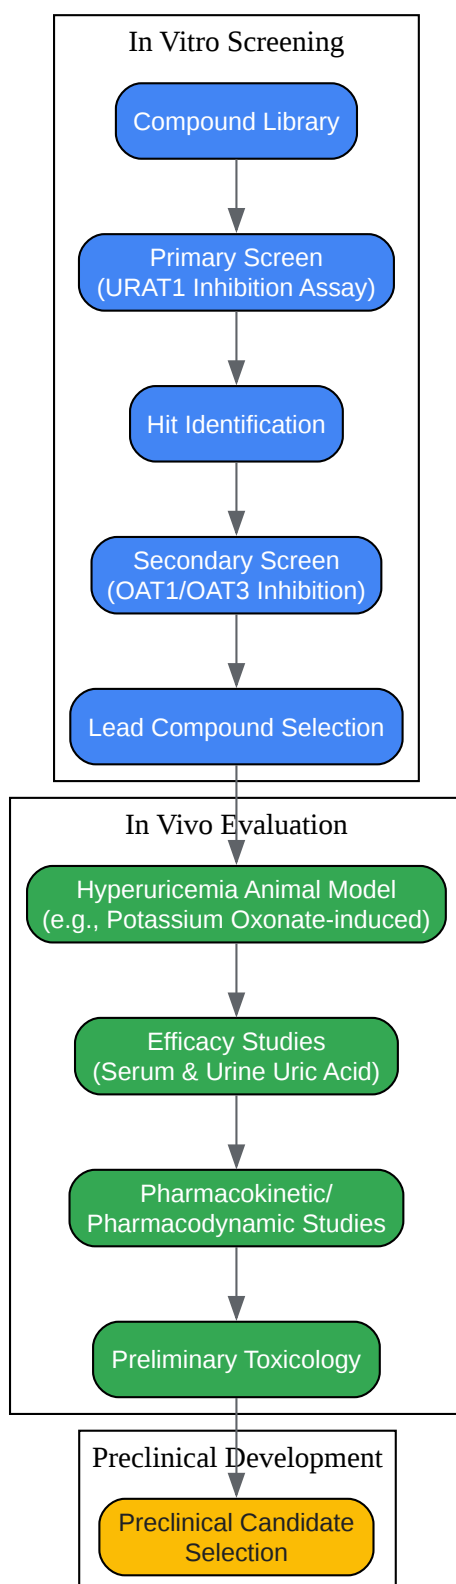 In Vitro Screening
Compound Library
Primary Screen
(URAT1 Inhibition Assay)
Hit Identification
Secondary Screen
(OAT1/OAT3 Inhibition)
Lead Compound Selection
In Vivo Evaluation
Hyperuricemia Animal Model
(e.g., Potassium Oxonate-induced)
Efficacy Studies
(Serum & Urine Uric Acid)
Pharmacokinetic/
Pharmacodynamic Studies
Preliminary Toxicology
Preclinical Development
Preclinical Candidate
Selection